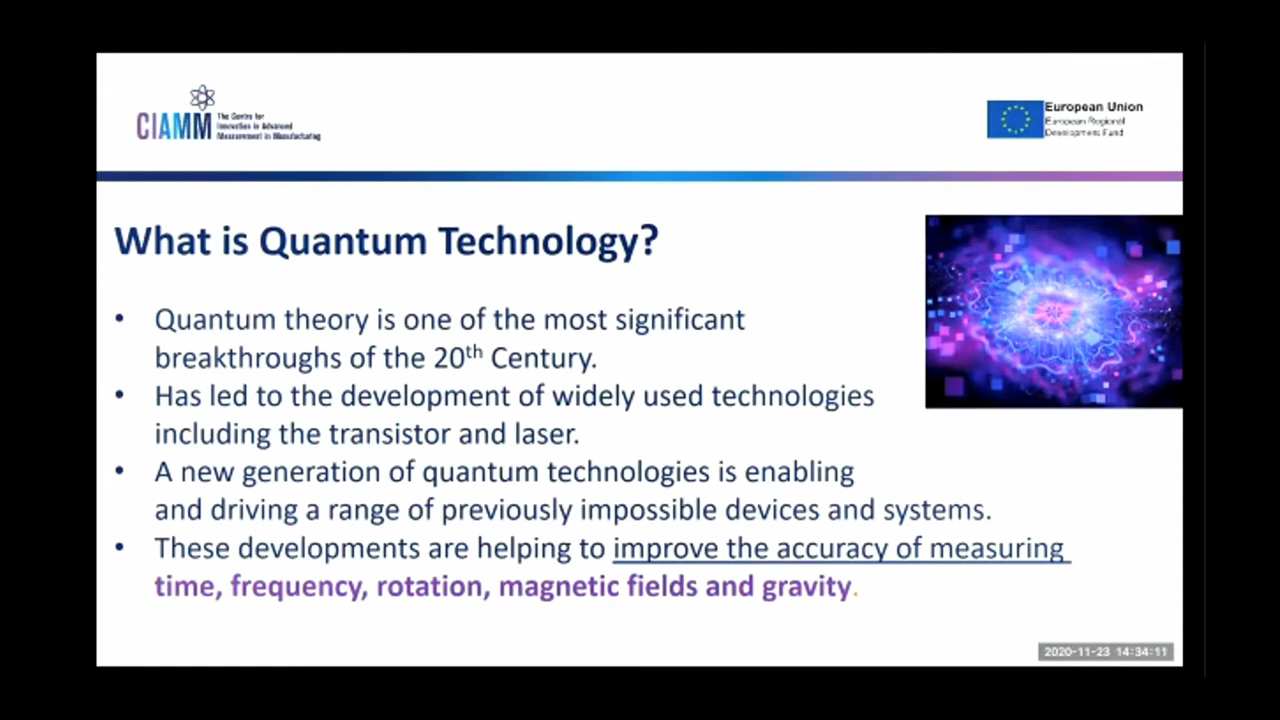 CIAMM
The Centre for
Innovation in Advanced
Measurement in Manufacturing
European Union
European Regional
Development Fund
What is Quantum Technology?
• Quantum theory is one of the most significant
breakthroughs of the 20th Century.
• Has led to the development of widely used technologies
including the transistor and laser.
• A new generation of quantum technologies is enabling
and driving a range of previously impossible devices and systems.
• These developments are helping to improve the accuracy of measuring
time, frequency, rotation, magnetic fields and gravity.
2020-11-23 14:34:11